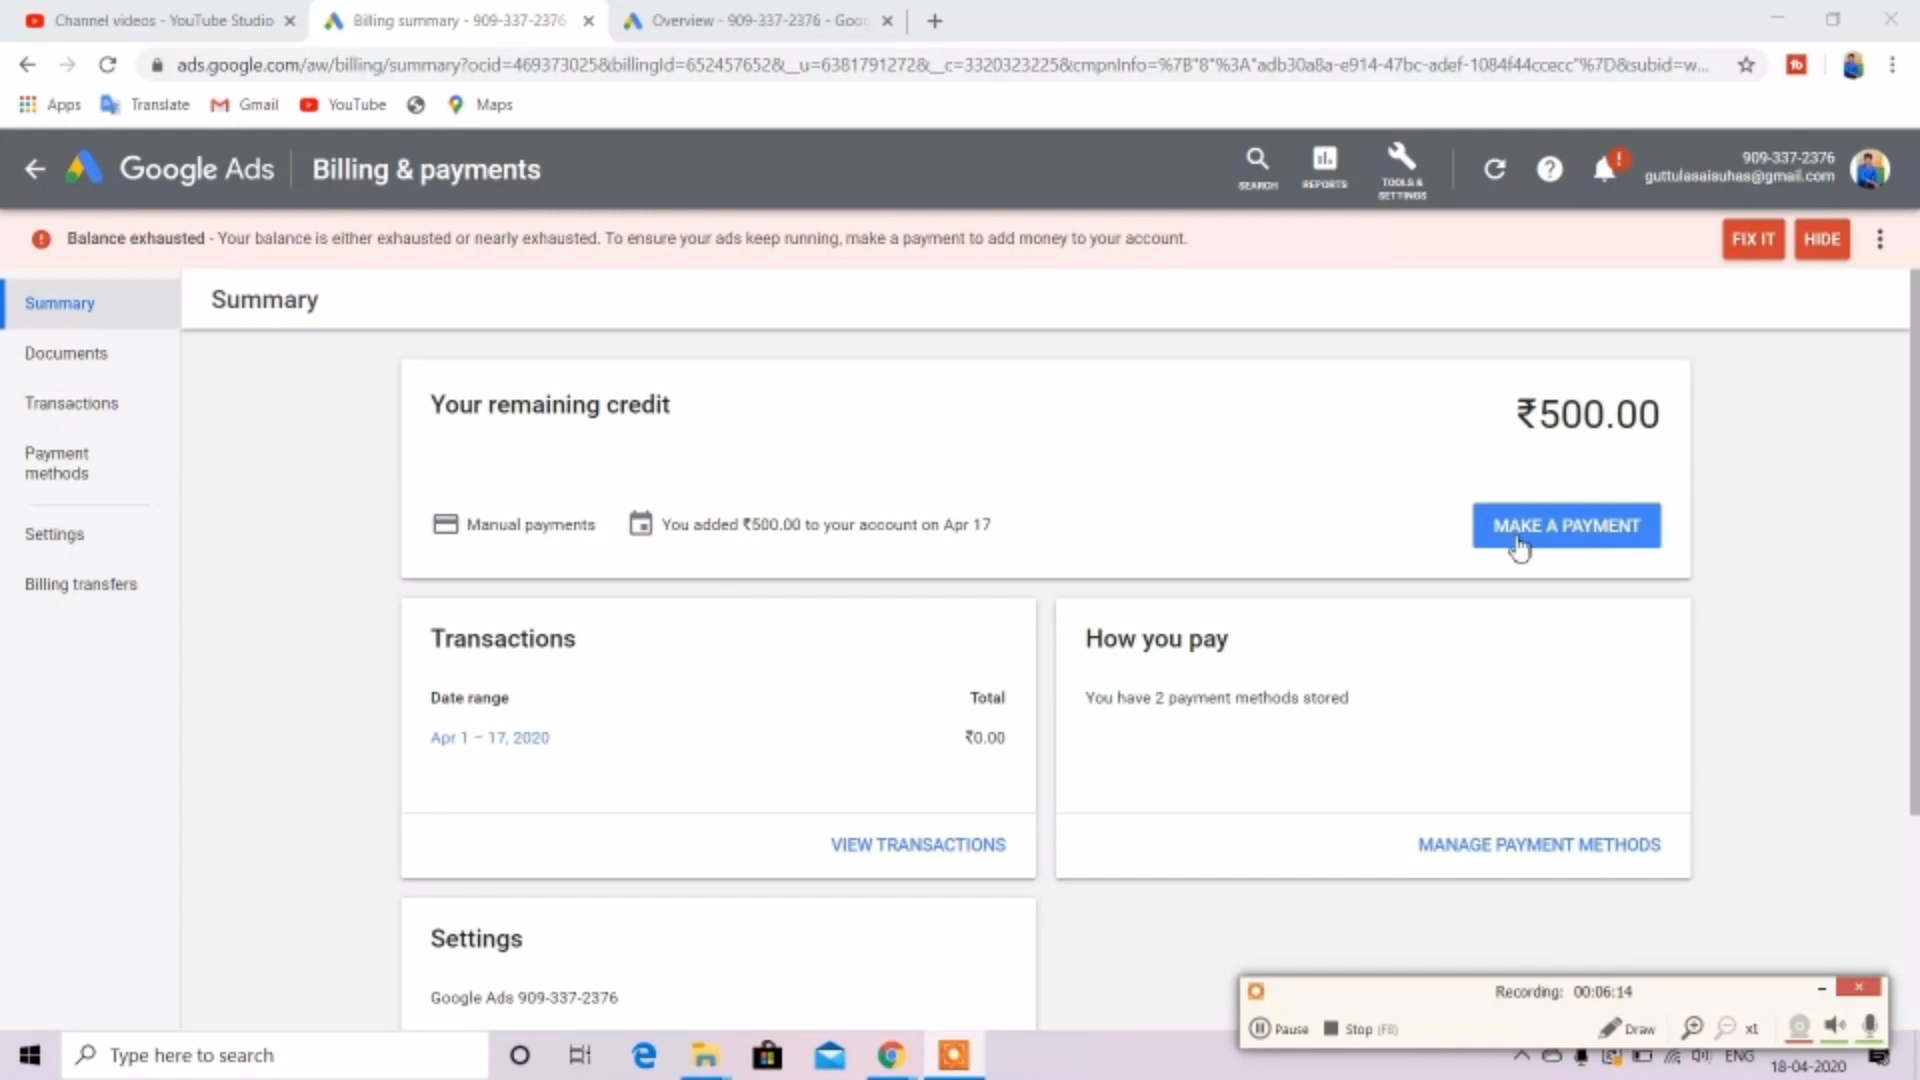 Channel videos - YouTube Studio
Billing summary - 909-337-2376
Overview - 909-337-2376 - Goog
ads.google.com/aw/billing/summary?ocid=469373025&billingId=652457652&__u=6381791272&__c=3320323225&cmpnInfo=%7B"8"%3A"adb30a8a-e914-47bc-adef-1084f44ccecc"%7D&subid=w...
Apps Translate Gmail YouTube Maps
Google Ads Billing & payments
SEARCH REPORTS TOOLS & SETTINGS
909-337-2376
guttulasaisuhas@gmail.com
Balance exhausted - Your balance is either exhausted or nearly exhausted. To ensure your ads keep running, make a payment to add money to your account.
FIX IT HIDE
Summary
Documents
Transactions
Payment methods
Settings
Billing transfers
Summary
Your remaining credit ₹500.00
Manual payments You added ₹500.00 to your account on Apr 17
MAKE A PAYMENT
Transactions
Date range Total
Apr 1 – 17, 2020 ₹0.00
VIEW TRANSACTIONS
How you pay
You have 2 payment methods stored
MANAGE PAYMENT METHODS
Settings
Google Ads 909-337-2376
Recording: 00:06:14
Pause Stop (F8) Draw x1
Type here to search
ENG
18-04-2020